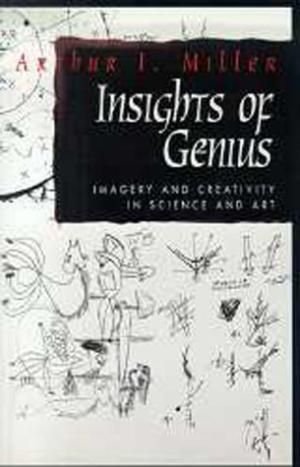 Arthur I. Miller
Insights of
Genius
IMAGERY AND CREATIVITY
IN SCIENCE AND ART